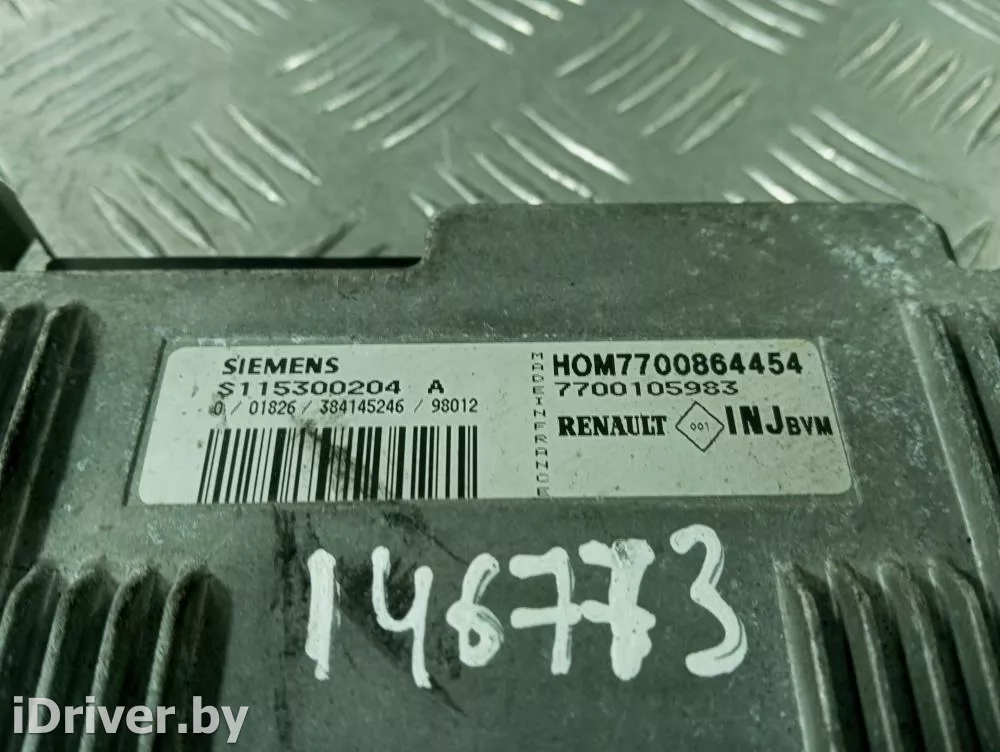 SIEMENS
S115300204 A
0 / 01826 / 384145246 / 98012
MADE IN FRANCE
HOM7700864454
7700105983
RENAULT 001 INJ BVM
146773
iDriver.by